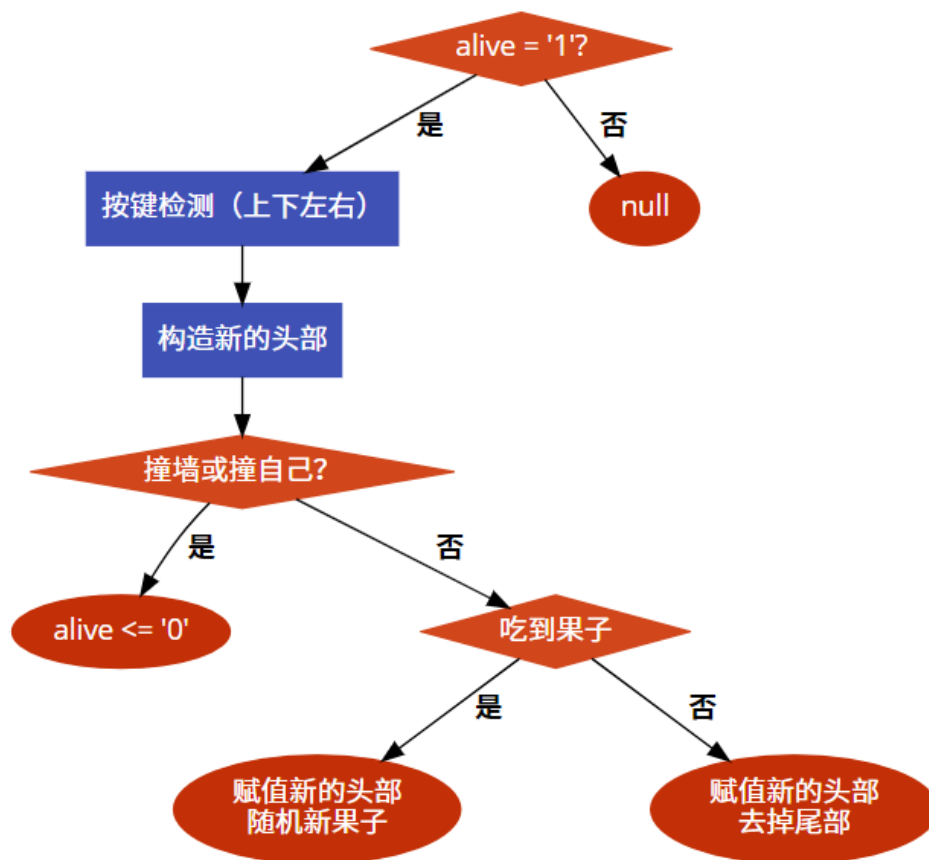 alive = '1'?
是
否
按键检测（上下左右）
null
构造新的头部
撞墙或撞自己?
是
否
alive <= '0'
吃到果子
是
否
赋值新的头部
随机新果子
赋值新的头部
去掉尾部